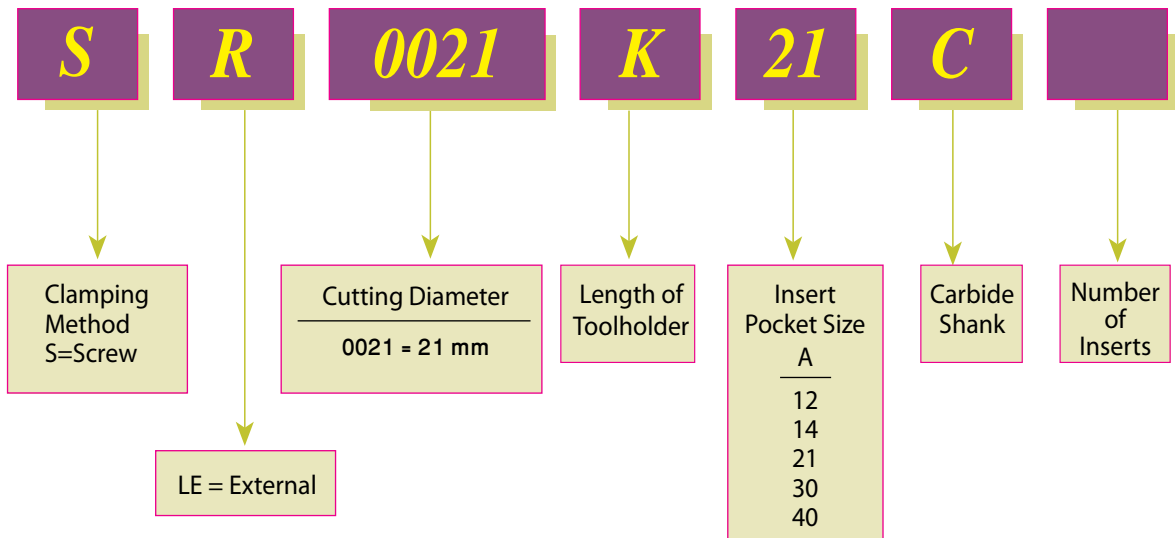 S R 0021 K 21 C
Clamping
Method
S=Screw
LE = External
Cutting Diameter
0021 = 21 mm
Length of
Toolholder
Insert
Pocket Size
A
12
14
21
30
40
Carbide
Shank
Number
of
Inserts